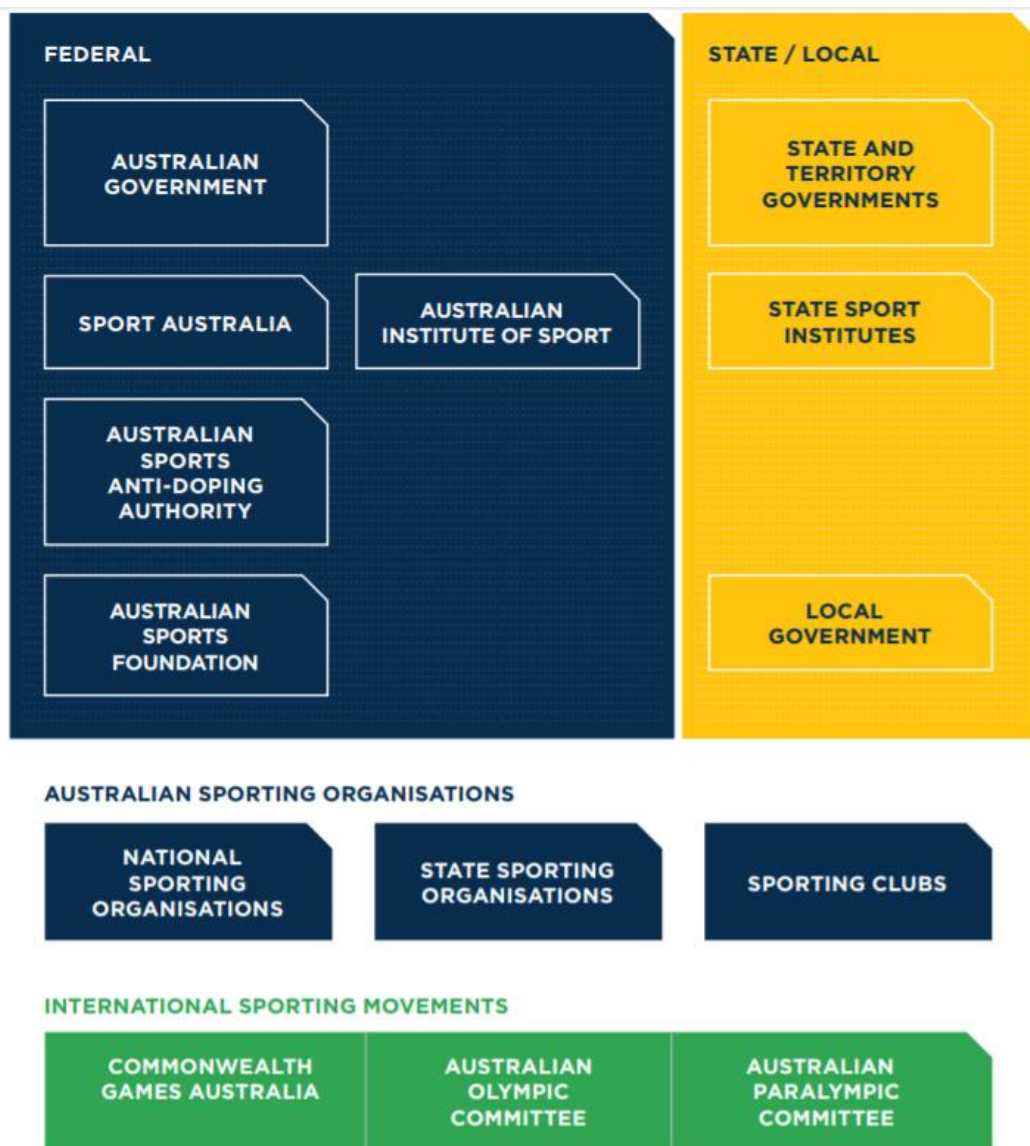 FEDERAL
AUSTRALIAN
GOVERNMENT
SPORT AUSTRALIA
AUSTRALIAN
INSTITUTE OF SPORT
AUSTRALIAN
SPORTS
ANTI-DOPING
AUTHORITY
AUSTRALIAN
SPORTS
FOUNDATION
STATE / LOCAL
STATE AND
TERRITORY
GOVERNMENTS
STATE SPORT
INSTITUTES
LOCAL
GOVERNMENT
AUSTRALIAN SPORTING ORGANISATIONS
NATIONAL
SPORTING
ORGANISATIONS
STATE SPORTING
ORGANISATIONS
SPORTING CLUBS
INTERNATIONAL SPORTING MOVEMENTS
COMMONWEALTH
GAMES AUSTRALIA
AUSTRALIAN
OLYMPIC
COMMITTEE
AUSTRALIAN
PARALYMPIC
COMMITTEE